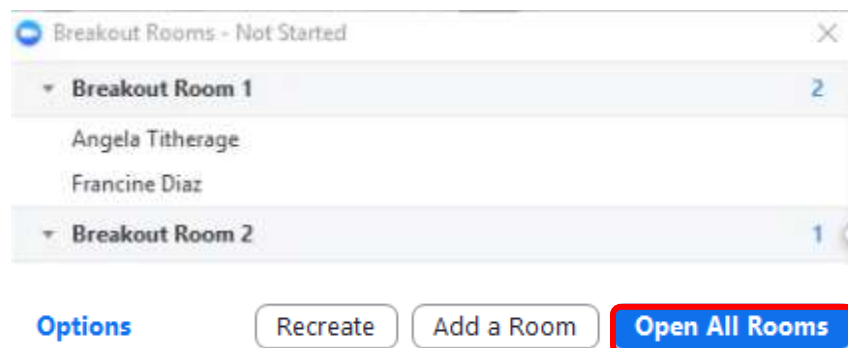 Breakout Rooms - Not Started
Breakout Room 1 2
Angela Titherage
Francine Diaz
Breakout Room 2 1
Options Recreate Add a Room Open All Rooms